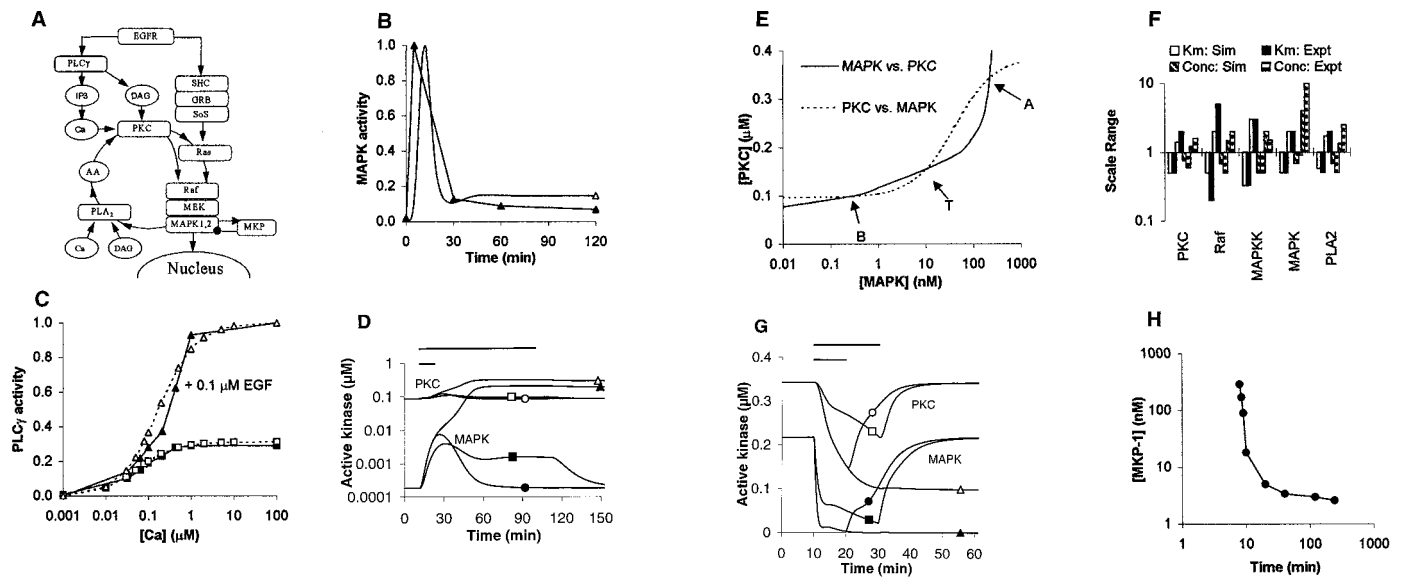 A
EGFR
PLCγ
SHC
GRB
SoS
IP3
DAG
Ca
PKC
Ras
AA
Raf
MEK
MAPK1,2
PLA2
MKP
Ca
DAG
Nucleus
B
MAPK activity
1.0
0.8
0.6
0.4
0.2
0.0
0 30 60 90 120
Time (min)
C
PLCγ activity
1.0
0.8
0.6
0.4
0.2
0.0
+ 0.1 μM EGF
0.001 0.01 0.1 1 10 100
[Ca] (μM)
D
Active kinase (μM)
1
0.1
0.01
0.001
0.0001
PKC
MAPK
0 30 60 90 120 150
Time (min)
E
[PKC] (μM)
0.4
0.3
0.2
0.1
0
MAPK vs. PKC
PKC vs. MAPK
A
T
B
0.01 0.1 1 10 100 1000
[MAPK] (nM)
F
Km: Sim Km: Expt
Conc: Sim Conc: Expt
Scale Range
10
1
0.1
PKC
Raf
MAPKK
MAPK
PLA2
G
Active kinase (μM)
0.4
0.3
0.2
0.1
0
PKC
MAPK
0 10 20 30 40 50 60
Time (min)
H
[MKP-1] (nM)
1000
100
10
1
1 10 100 1000
Time (min)